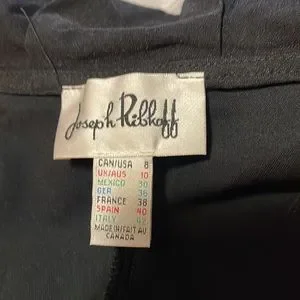 Joseph Ribkoff
CAN/USA 8
UK/AUS 10
MEXICO 30
GER 36
FRANCE 38
SPAIN 40
ITALY 42
MADE IN/FAIT AU
CANADA